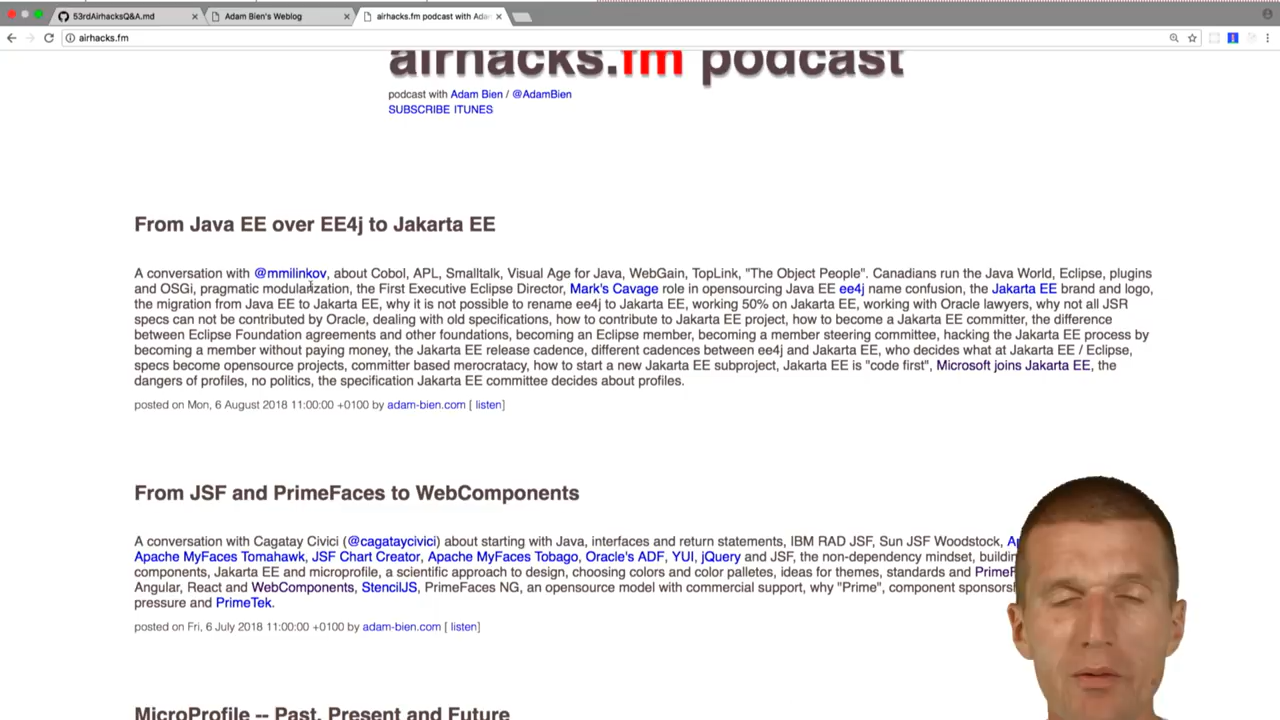 53rdAirhacksQ&A.md
Adam Bien's Weblog
airhacks.fm podcast with Ada
airhacks.fm
airhacks.fm podcast
podcast with Adam Bien / @AdamBien
SUBSCRIBE ITUNES
From Java EE over EE4j to Jakarta EE
A conversation with @mmilinkov, about Cobol, APL, Smalltalk, Visual Age for Java, WebGain, TopLink, "The Object People". Canadians run the Java World, Eclipse, plugins
and OSGi, pragmatic modularization, the First Executive Eclipse Director, Mark's Cavage role in opensourcing Java EE ee4j name confusion, the Jakarta EE brand and logo,
the migration from Java EE to Jakarta EE, why it is not possible to rename ee4j to Jakarta EE, working 50% on Jakarta EE, working with Oracle lawyers, why not all JSR
specs can not be contributed by Oracle, dealing with old specifications, how to contribute to Jakarta EE project, how to become a Jakarta EE committer, the difference
between Eclipse Foundation agreements and other foundations, becoming an Eclipse member, becoming a member steering committee, hacking the Jakarta EE process by
becoming a member without paying money, the Jakarta EE release cadence, different cadences between ee4j and Jakarta EE, who decides what at Jakarta EE / Eclipse,
specs become opensource projects, committer based merocratracy, how to start a new Jakarta EE subproject, Jakarta EE is "code first", Microsoft joins Jakarta EE, the
dangers of profiles, no politics, the specification Jakarta EE committee decides about profiles.
posted on Mon, 6 August 2018 11:00:00 +0100 by adam-bien.com [ listen]
From JSF and PrimeFaces to WebComponents
A conversation with Cagatay Civici (@cagataycivici) about starting with Java, interfaces and return statements, IBM RAD JSF, Sun JSF Woodstock,
Apache MyFaces Tomahawk, JSF Chart Creator, Apache MyFaces Tobago, Oracle's ADF, YUI, jQuery and JSF, the non-dependency mindset, buildin
components, Jakarta EE and microprofile, a scientific approach to design, choosing colors and color palletes, ideas for themes, standards and PrimeF
Angular, React and WebComponents, StencilJS, PrimeFaces NG, an opensource model with commercial support, why "Prime", component sponsors
pressure and PrimeTek.
posted on Fri, 6 July 2018 11:00:00 +0100 by adam-bien.com [ listen]
MicroProfile -- Past, Present and Future